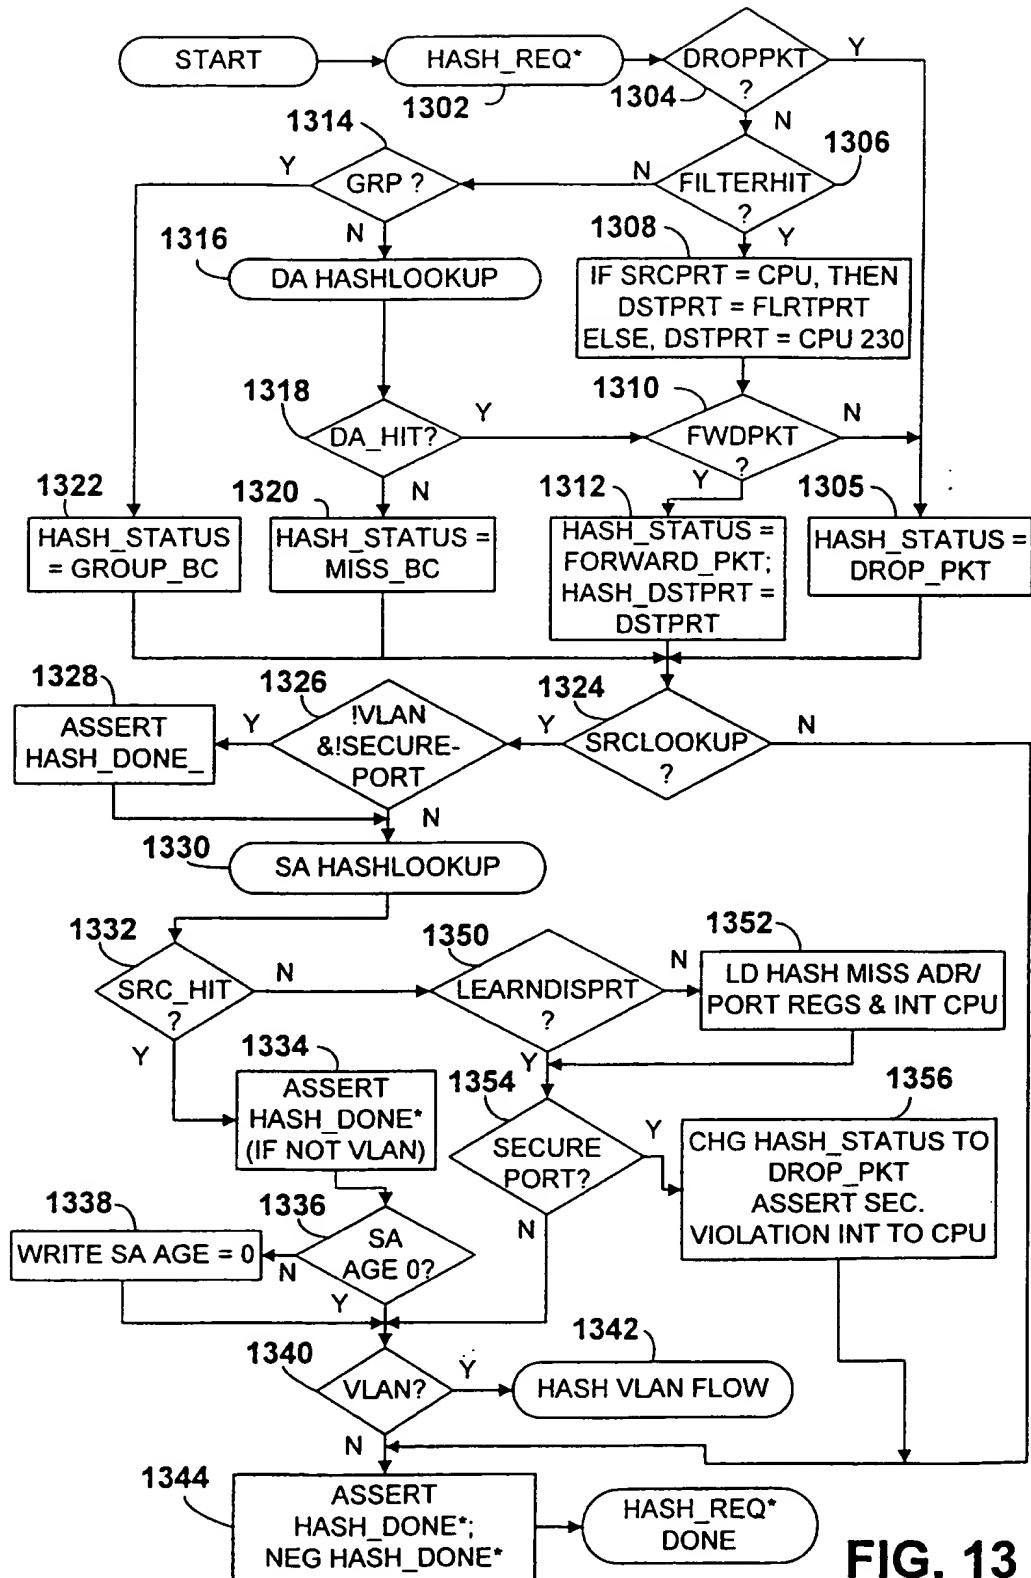 START
HASH_REQ*
1302
DROPPKT
?
1304
Y
N
1314
GRP ?
Y
N
FILTERHIT
?
1306
N
Y
1316
DA HASHLOOKUP
1308
IF SRCPRT = CPU, THEN
DSTPRT = FLRTPRT
ELSE, DSTPRT = CPU 230
1318
DA_HIT?
Y
N
1310
FWDPKT
?
N
Y
1322
HASH_STATUS
= GROUP_BC
1320
HASH_STATUS =
MISS_BC
1312
HASH_STATUS =
FORWARD_PKT;
HASH_DSTPRT =
DSTPRT
1305
HASH_STATUS =
DROP_PKT
1328
ASSERT
HASH_DONE_
1326
!VLAN
&!SECURE-
PORT
Y
N
1324
SRCLOOKUP
?
Y
N
1330
SA HASHLOOKUP
1332
SRC_HIT
?
N
Y
1350
LEARNDISPRT
?
N
Y
1352
LD HASH MISS ADR/
PORT REGS & INT CPU
1334
ASSERT
HASH_DONE*
(IF NOT VLAN)
1354
SECURE
PORT?
Y
N
1356
CHG HASH_STATUS TO
DROP_PKT
ASSERT SEC.
VIOLATION INT TO CPU
1338
WRITE SA AGE = 0
1336
SA
AGE 0?
N
Y
1340
VLAN?
Y
N
1342
HASH VLAN FLOW
1344
ASSERT
HASH_DONE*;
NEG HASH_DONE*
HASH_REQ*
DONE
FIG. 13